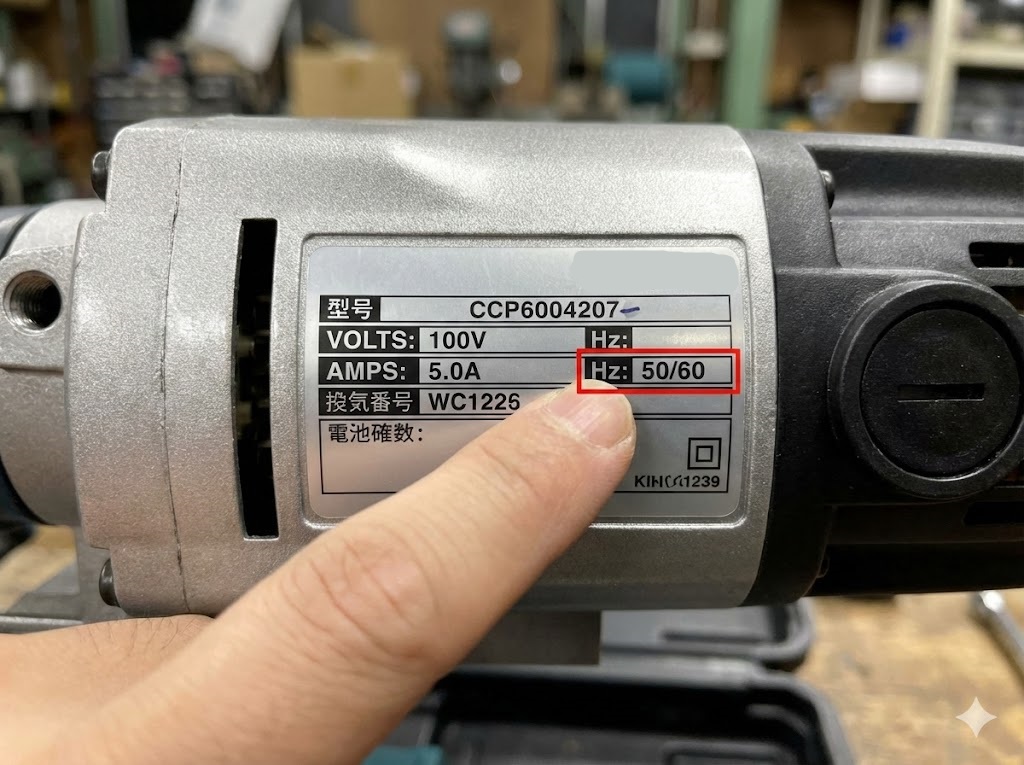 型号 CCP6004207
VOLTS: 100V Hz:
AMPS: 5.0A Hz: 50/60
投気番号 WC1226
電池確数: